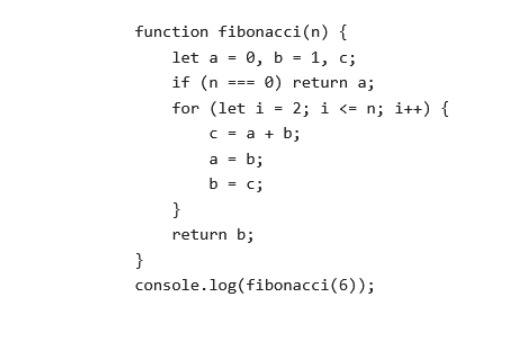 function fibonacci(n) {
    let a = 0, b = 1, c;
    if (n === 0) return a;
    for (let i = 2; i <= n; i++) {
        c = a + b;
        a = b;
        b = c;
    }
    return b;
}
console.log(fibonacci(6));